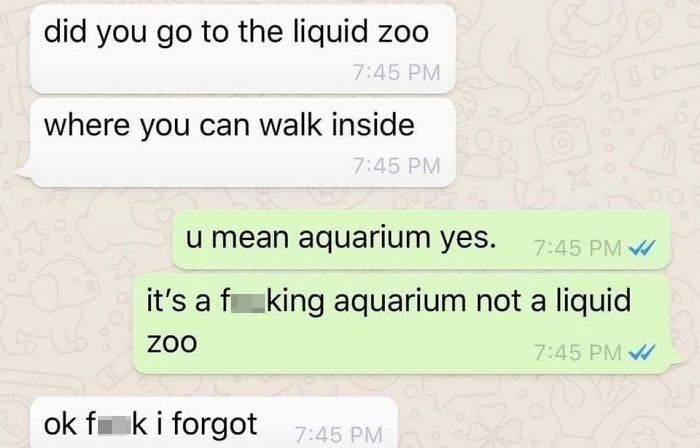 did you go to the liquid zoo
7:45 PM
where you can walk inside
7:45 PM
u mean aquarium yes.
7:45 PM
it's a f king aquarium not a liquid
zoo
7:45 PM
ok f k i forgot
7:45 PM